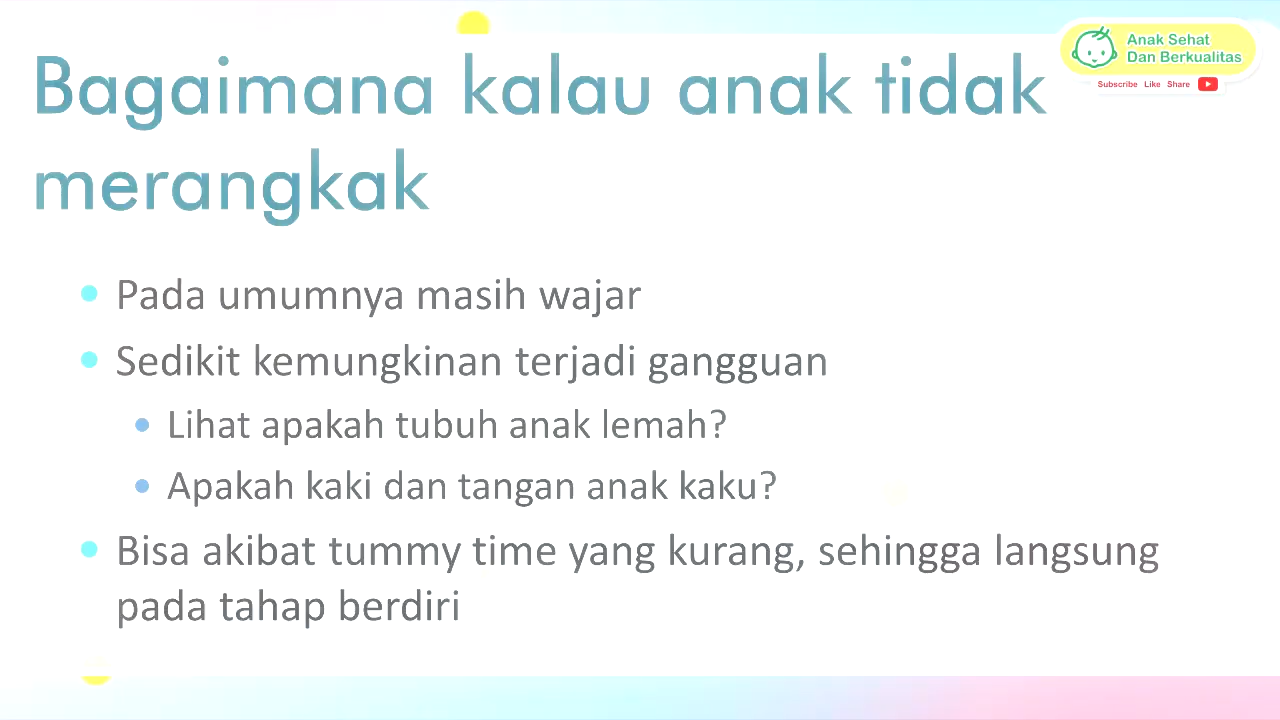 Bagaimana kalau anak tidak
merangkak
Anak Sehat
Dan Berkualitas
Subscribe Like Share
Pada umumnya masih wajar
Sedikit kemungkinan terjadi gangguan
Lihat apakah tubuh anak lemah?
Apakah kaki dan tangan anak kaku?
Bisa akibat tummy time yang kurang, sehingga langsung
pada tahap berdiri